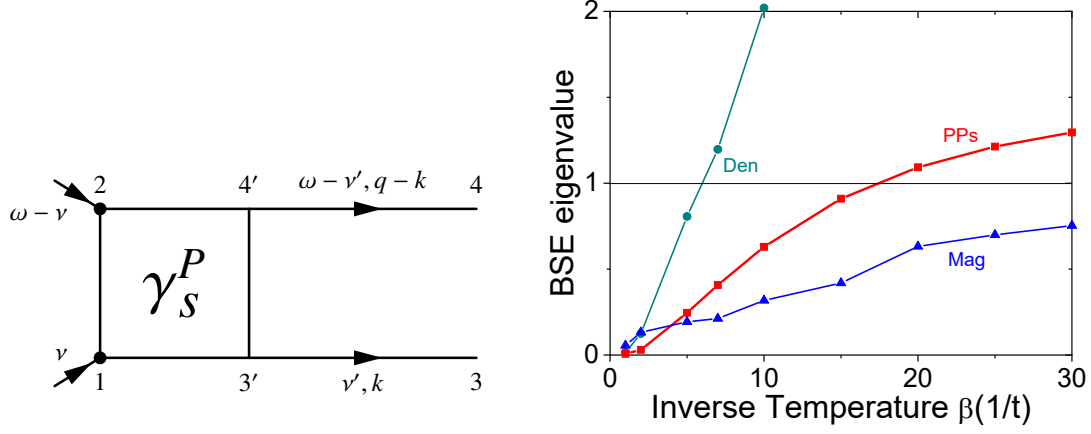 2
4′
ω − ν′, q − k
4
ω − ν
γ_s^P
ν
1
3′
ν′, k
3
BSE eigenvalue
2
1
0
Den
PPs
Mag
0
10
20
30
Inverse Temperature β(1/t)